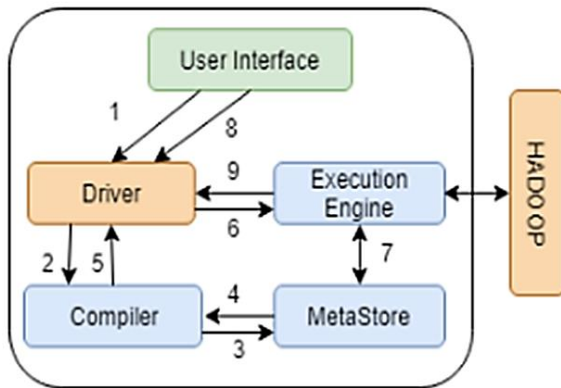 User Interface
1
8
Driver
9
6
Execution
Engine
HADOOP
2
5
7
Compiler
4
3
MetaStore